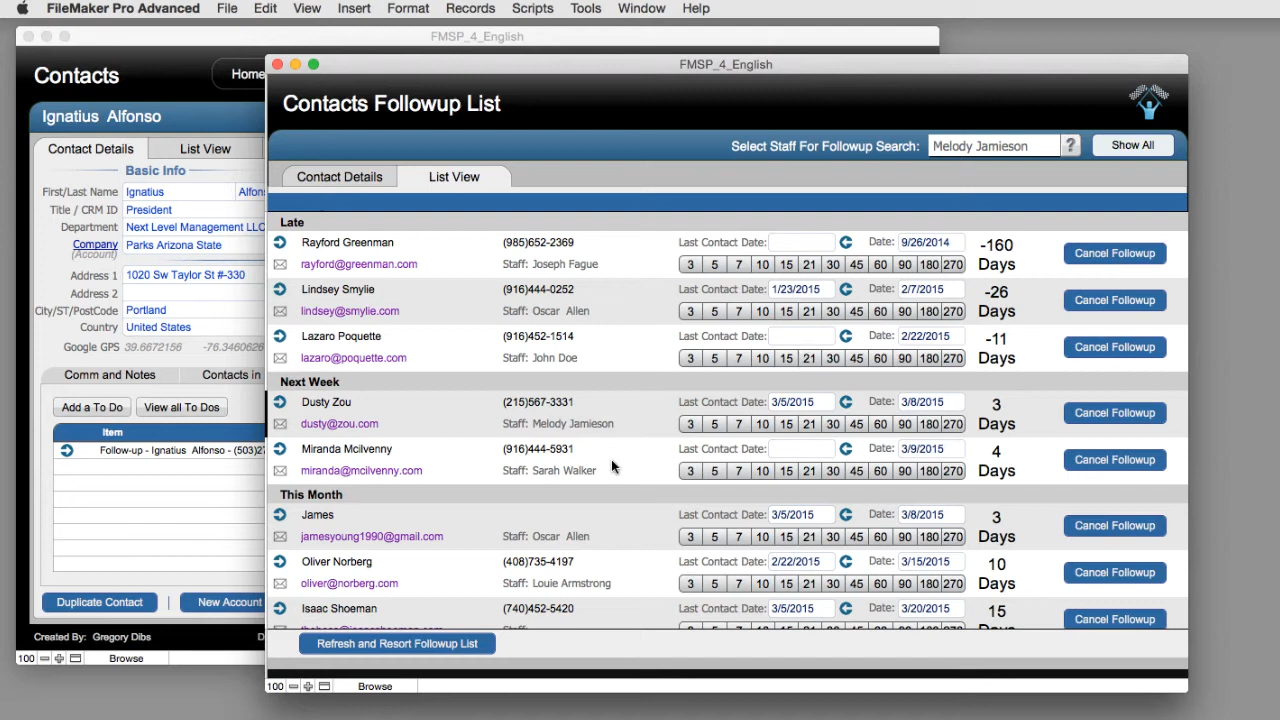 FileMaker Pro Advanced File Edit View Insert Format Records Scripts Tools Window Help
FMSP_4_English
Contacts
Home
Ignatius Alfonso
Contact Details List View
Basic Info
First/Last Name Ignatius Alfons
Title / CRM ID President
Department Next Level Management LLC
Company Parks Arizona State
(Account)
Address 1 1020 Sw Taylor St #-330
Address 2
City/ST/PostCode Portland
Country United States
Google GPS 39.6672156 -76.3460626
Comm and Notes Contacts in
Add a To Do View all To Dos
Item
Follow-up - Ignatius Alfonso - (503)2
Duplicate Contact | New Account
Created By: Gregory Dibs D
100 Browse
FMSP_4_English
Contacts Followup List
Select Staff For Followup Search: Melody Jamieson ? Show All
Contact Details List View
Late
Rayford Greenman (985)652-2369 Last Contact Date: Date: 9/26/2014 -160 Days Cancel Followup
rayford@greenman.com Staff: Joseph Fague 3 5 7 10 15 21 30 45 60 90 180 270
Lindsey Smylie (916)444-0252 Last Contact Date: 1/23/2015 Date: 2/7/2015 -26 Days Cancel Followup
lindsey@smylie.com Staff: Oscar Allen 3 5 7 10 15 21 30 45 60 90 180 270
Lazaro Poquette (916)452-1514 Last Contact Date: Date: 2/22/2015 -11 Days Cancel Followup
lazaro@poquette.com Staff: John Doe 3 5 7 10 15 21 30 45 60 90 180 270
Next Week
Dusty Zou (215)567-3331 Last Contact Date: 3/5/2015 Date: 3/8/2015 3 Days Cancel Followup
dusty@zou.com Staff: Melody Jamieson 3 5 7 10 15 21 30 45 60 90 180 270
Miranda Mcilvenny (916)444-5931 Last Contact Date: Date: 3/9/2015 4 Days Cancel Followup
miranda@mcilvenny.com Staff: Sarah Walker 3 5 7 10 15 21 30 45 60 90 180 270
This Month
James Last Contact Date: 3/5/2015 Date: 3/8/2015 3 Days Cancel Followup
jamesyoung1990@gmail.com Staff: Oscar Allen 3 5 7 10 15 21 30 45 60 90 180 270
Oliver Norberg (408)735-4197 Last Contact Date: 2/22/2015 Date: 3/15/2015 10 Days Cancel Followup
oliver@norberg.com Staff: Louie Armstrong 3 5 7 10 15 21 30 45 60 90 180 270
Isaac Shoeman (740)452-5420 Last Contact Date: 3/5/2015 Date: 3/20/2015 15 Cancel Followup
Refresh and Resort Followup List
100 Browse